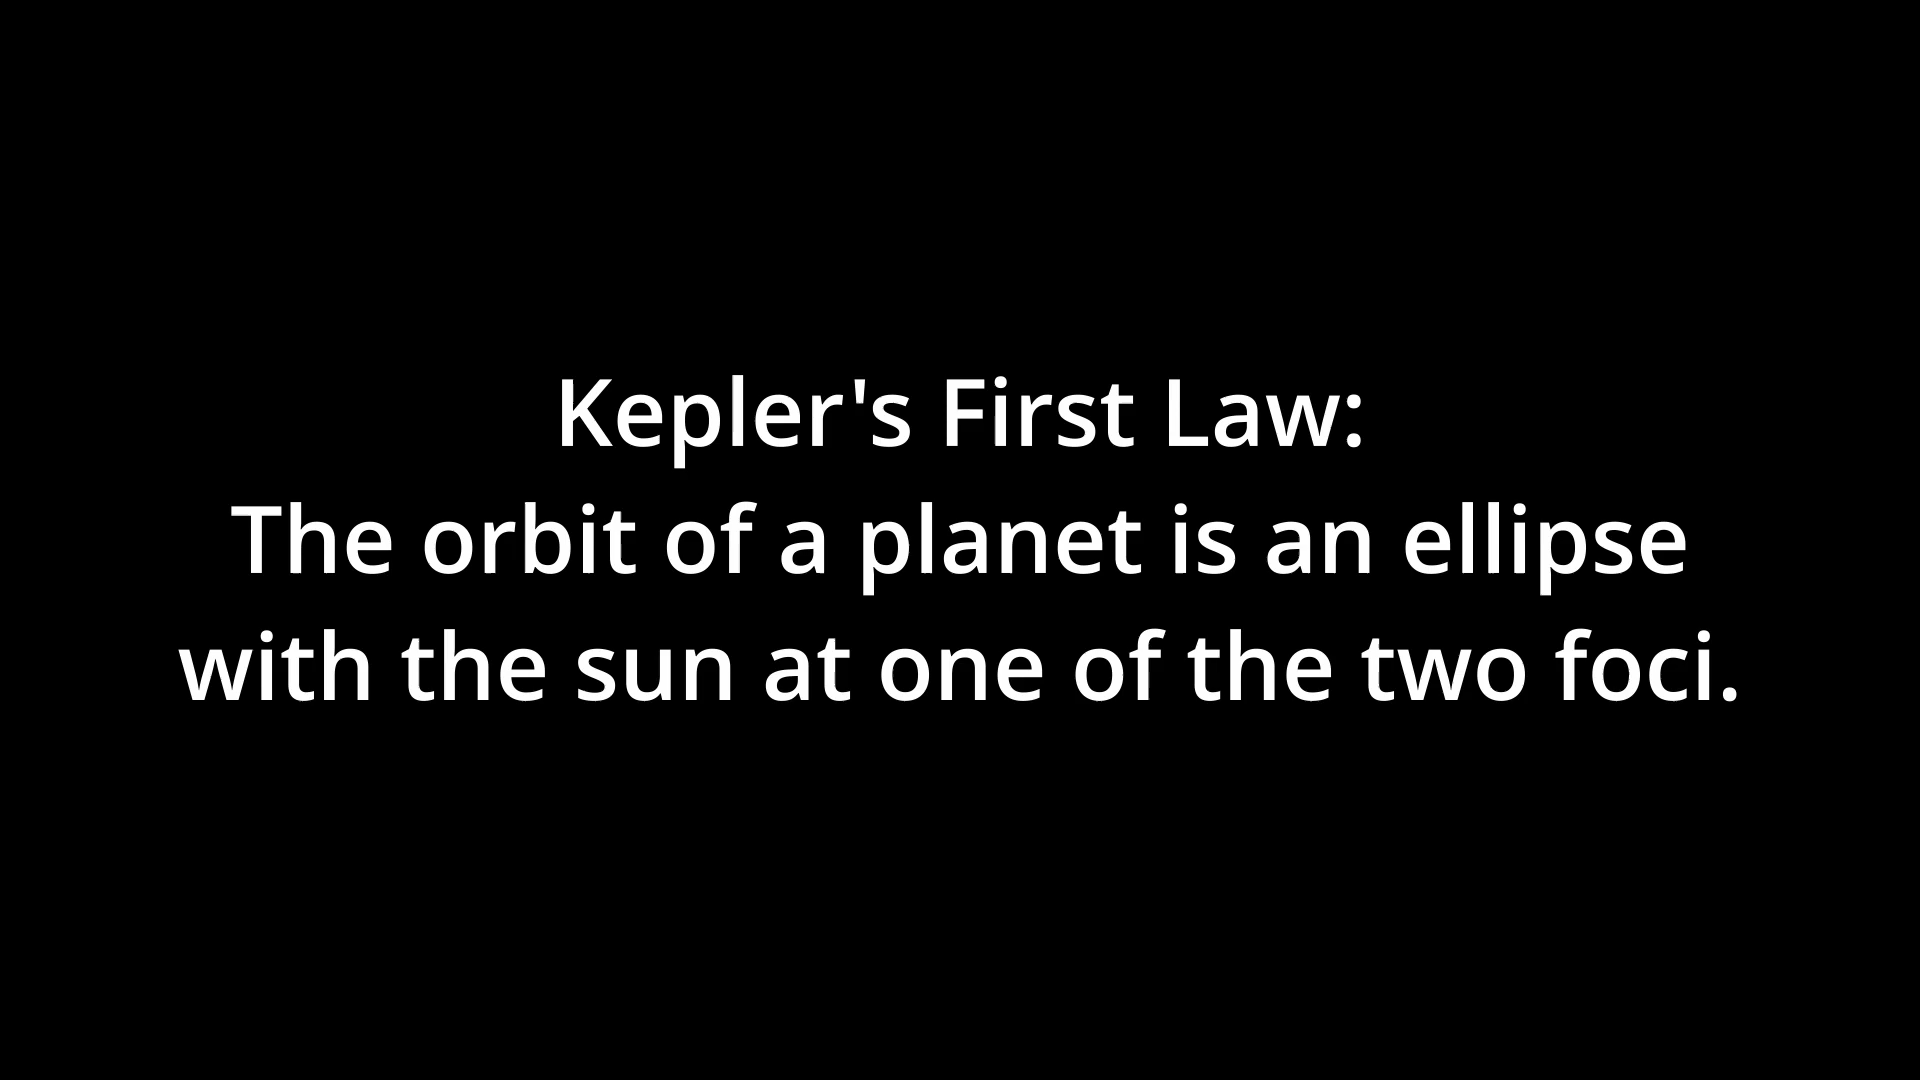 Kepler's First Law:
The orbit of a planet is an ellipse
with the sun at one of the two foci.